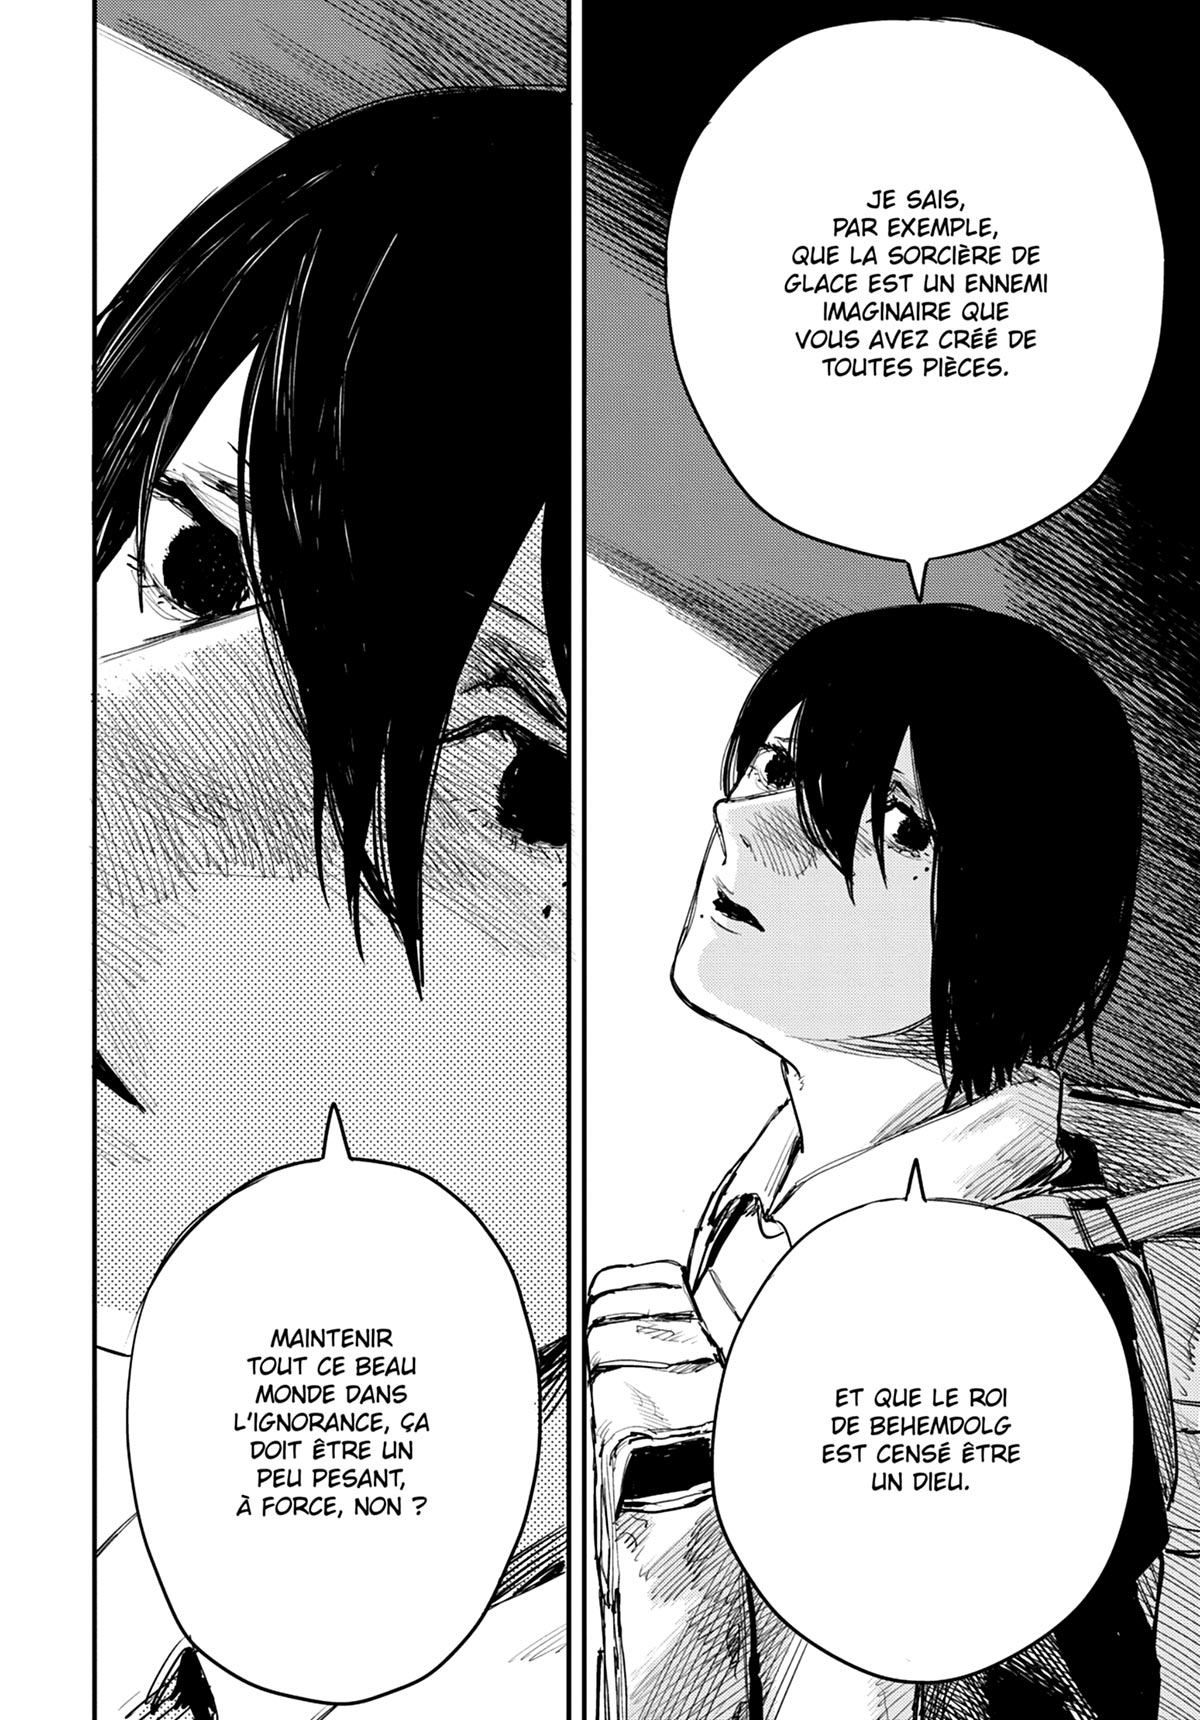 JE SAIS,
PAR EXEMPLE,
QUE LA SORCIÈRE DE
GLACE EST UN ENNEMI
IMAGINAIRE QUE
VOUS AVEZ CRÉÉ DE
TOUTES PIÈCES.
ET QUE LE ROI
DE BEHEMDOLG
EST CENSÉ ÊTRE
UN DIEU.
MAINTENIR
TOUT CE BEAU
MONDE DANS
L'IGNORANCE, ÇA
DOIT ÊTRE UN
PEU PESANT,
À FORCE, NON ?